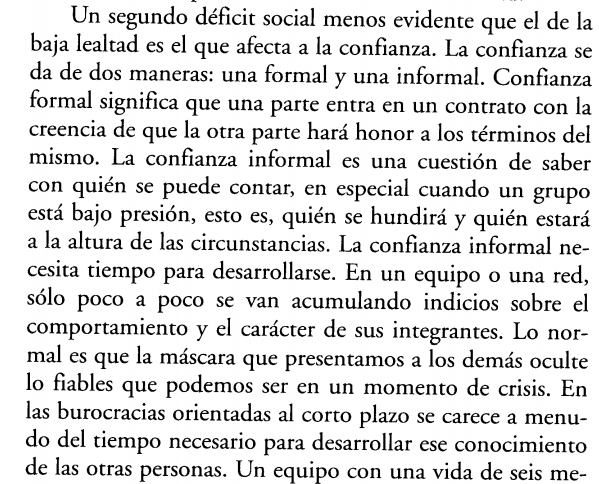 Un segundo déficit social menos evidente que el de la
baja lealtad es el que afecta a la confianza. La confianza se
da de dos maneras: una formal y una informal. Confianza
formal significa que una parte entra en un contrato con la
creencia de que la otra parte hará honor a los términos del
mismo. La confianza informal es una cuestión de saber
con quién se puede contar, en especial cuando un grupo
está bajo presión, esto es, quién se hundirá y quién estará
a la altura de las circunstancias. La confianza informal ne-
cesita tiempo para desarrollarse. En un equipo o una red,
sólo poco a poco se van acumulando indicios sobre el
comportamiento y el carácter de sus integrantes. Lo nor-
mal es que la máscara que presentamos a los demás oculte
lo fiables que podemos ser en un momento de crisis. En
las burocracias orientadas al corto plazo se carece a menu-
do del tiempo necesario para desarrollar ese conocimiento
de las otras personas. Un equipo con una vida de seis me-